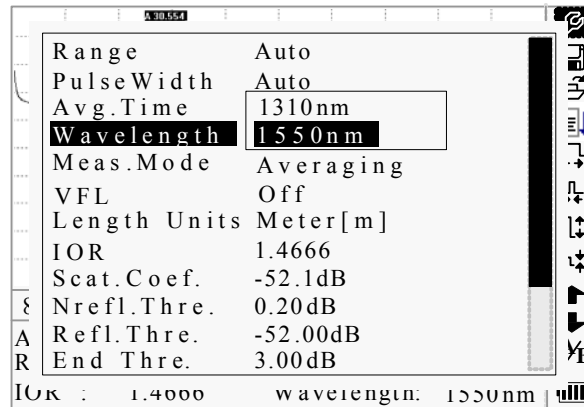 A 30.554
Range Auto
PulseWidth Auto
Avg.Time 1310nm
Wavelength 1550nm
Meas.Mode Averaging
VFL Off
Length Units Meter[m]
IOR 1.4666
Scat.Coef. -52.1dB
Nrefl.Thre. 0.20dB
Refl.Thre. -52.00dB
End Thre. 3.00dB
A
R
IOR : 1.4666 Wavelength: 1550nm